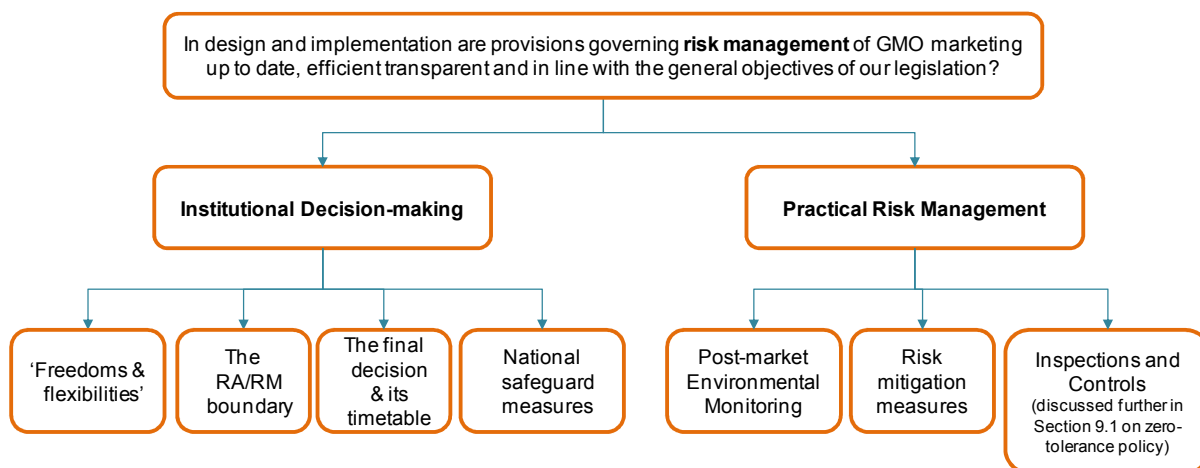 In design and implementation are provisions governing risk management of GMO marketing
up to date, efficient transparent and in line with the general objectives of our legislation?
Institutional Decision-making
Practical Risk Management
‘Freedoms &
flexibilities’
The
RA/RM
boundary
The final
decision
& its
timetable
National
safeguard
measures
Post-market
Environmental
Monitoring
Risk
mitigation
measures
Inspections and
Controls
(discussed further in
Section 9.1 on zero-
tolerance policy)